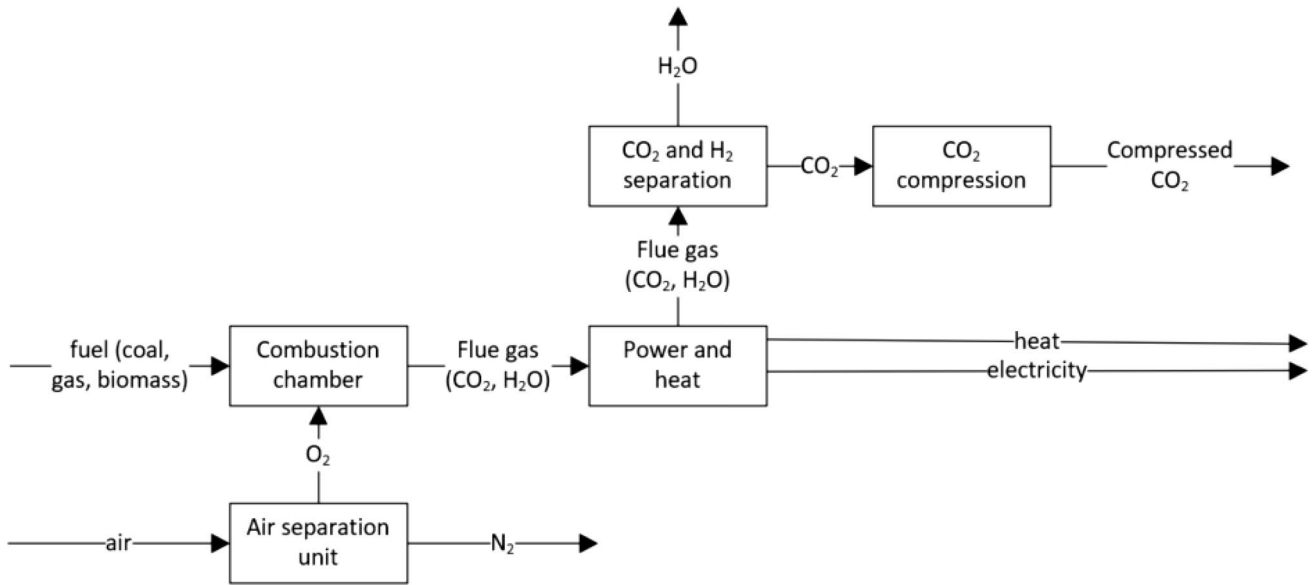 H₂O
CO₂ and H₂
separation
CO₂
CO₂
compression
Compressed
CO₂
Flue gas
(CO₂, H₂O)
fuel (coal,
gas, biomass)
Combustion
chamber
Flue gas
(CO₂, H₂O)
Power and
heat
heat
electricity
O₂
air
Air separation
unit
N₂